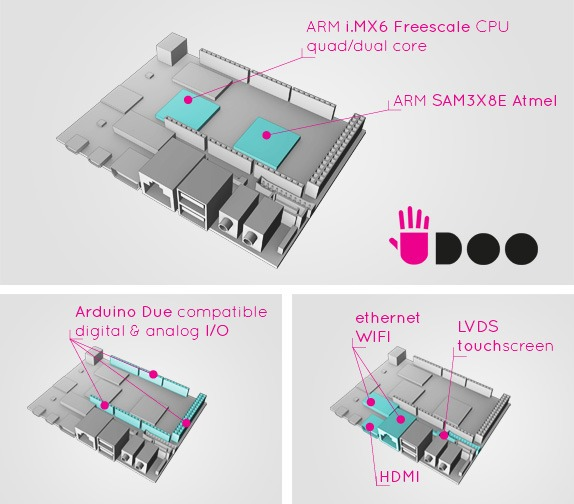 ARM i.MX6 Freescale CPU
quad/dual core
ARM SAM3X8E Atmel
UDOO
Arduino Due compatible
digital & analog I/O
ethernet
WIFI
LVDS
touchscreen
HDMI